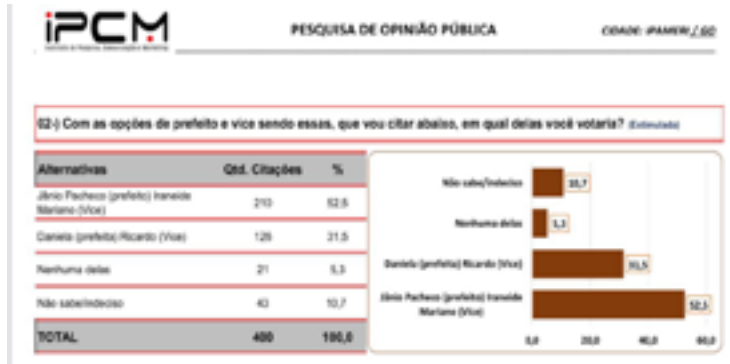 iPCM
PESQUISA DE OPINIÃO PÚBLICA
CIDADE: IPAMERI / GO
02-) Com as opções de prefeito e vice sendo essas, que vou citar abaixo, em qual delas você votaria? (Estimulada)
Alternativas Qtd. Citações %
Jânio Pacheco (prefeito) Iraneide
Mariano (Vice) 210 52,5
Daniela (prefeita) Ricardo (Vice) 126 31,5
Nenhuma delas 21 5,3
Não sabe/indeciso 43 10,7
TOTAL 400 100,0
Não sabe/Indeciso 10,7
Nenhuma delas 5,3
Daniela (prefeita) Ricardo (Vice) 31,5
Jânio Pacheco (prefeito) Iraneide
Mariano (Vice) 52,5
0,0 20,0 40,0 60,0